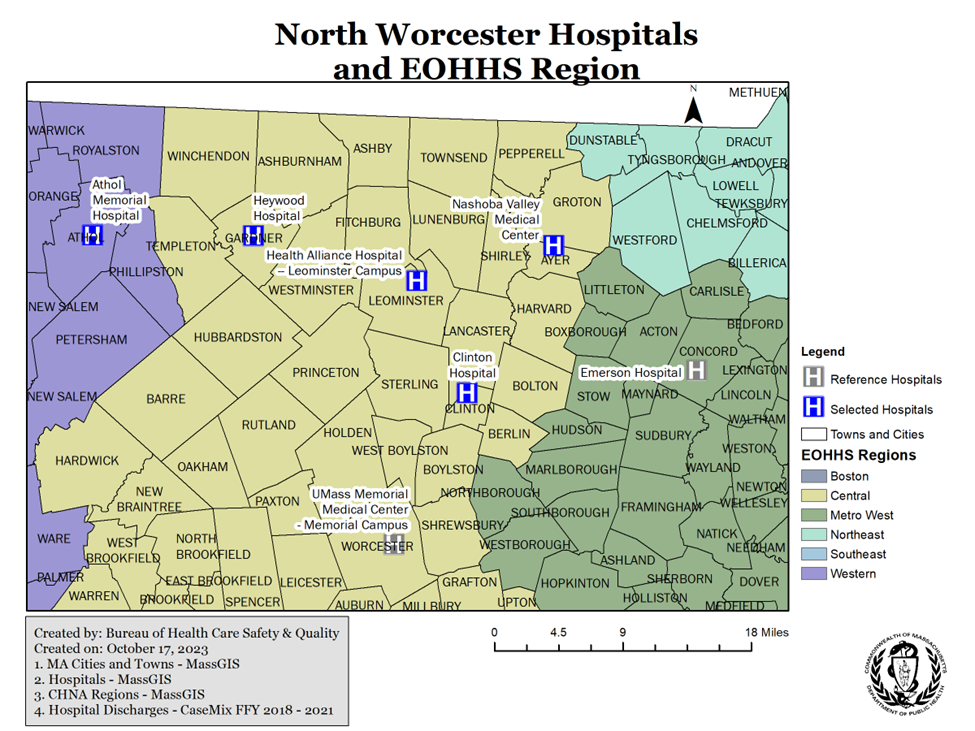 North Worcester Hospitals
and EOHHS Region
N
METHUEN
WARWICK
ROYALSTON
WINCHENDON
ASHBURNHAM
ASHBY
TOWNSEND
PEPPERELL
DUNSTABLE
TYNGSBOROUGH
DRACUT
ANDOVER
ORANGE
Athol
Memorial
Hospital
ATHOL
Heywood
Hospital
GARDNER
FITCHBURG
LUNENBURG
Nashoba Valley
Medical
Center
GROTON
LOWELL
TEWSBURY
CHELMSFORD
WESTFORD
BILLERICA
TEMPLETON
PHILLIPSTON
Health Alliance Hospital
– Leominster Campus
WESTMINSTER
LEOMINSTER
SHIRLEY
AYER
LITTLETON
CARLISLE
NEW SALEM
PETERSHAM
HUBBARDSTON
LANCASTER
HARVARD
BOXBOROUGH
ACTON
BEDFORD
CONCORD
PRINCETON
STERLING
Clinton
Hospital
CLINTON
BOLTON
Emerson Hospital
LEXINGTON
STOW
MAYNARD
LINCOLN
NEW SALEM
BARRE
RUTLAND
HOLDEN
WEST BOYLSTON
BERLIN
HUDSON
SUDBURY
WALTHAM
WESTON
HARDWICK
OAKHAM
BOYLSTON
MARLBOROUGH
WAYLAND
NEW
BRAINTREE
PAXTON
UMass Memorial
Medical Center
- Memorial Campus
WORCESTER
NORTHBOROUGH
SOUTHBOROUGH
FRAMINGHAM
NEWTON
WELLESLEY
SHREWSBURY
WESTBOROUGH
NATICK
NEEDHAM
WARE
WEST
BROOKFIELD
NORTH
BROOKFIELD
ASHLAND
PALMER
WARREN
EAST BROOKFIELD
BROOKFIELD
SPENCER
LEICESTER
AUBURN
MILLBURY
GRAFTON
UPTON
HOPKINTON
SHERBORN
HOLLISTON
DOVER
MEDFIELD
Legend
H Reference Hospitals
H Selected Hospitals
Towns and Cities
EOHHS Regions
Boston
Central
Metro West
Northeast
Southeast
Western
Created by: Bureau of Health Care Safety & Quality
Created on: October 17, 2023
1. MA Cities and Towns - MassGIS
2. Hospitals - MassGIS
3. CHNA Regions - MassGIS
4. Hospital Discharges - CaseMix FFY 2018 - 2021
0 4.5 9 18 Miles
COMMONWEALTH OF MASSACHUSETTS
DEPARTMENT OF PUBLIC HEALTH